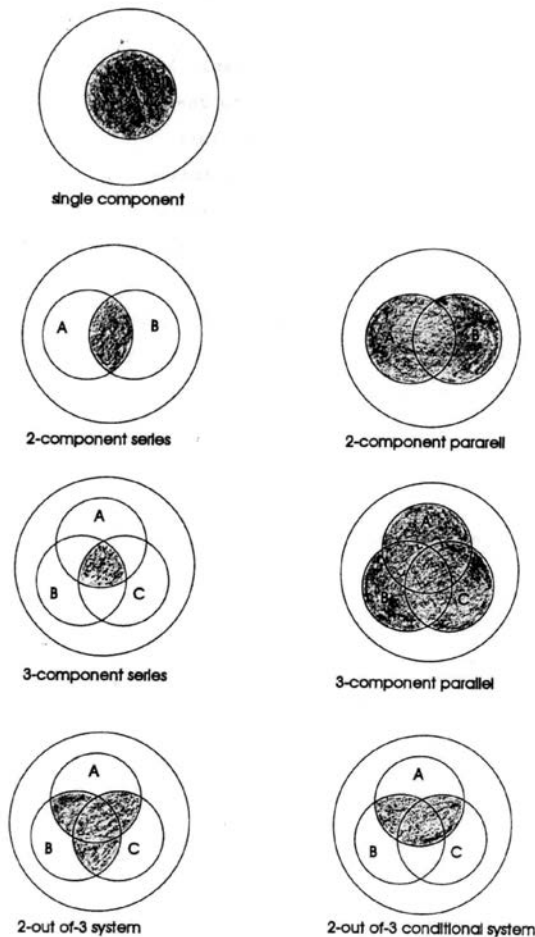 single component
A B
2-component series
A B
2-component pararell
A
B C
3-component series
A
B C
3-component parallel
A
B C
2-out of-3 system
A
B C
2-out of-3 conditional system